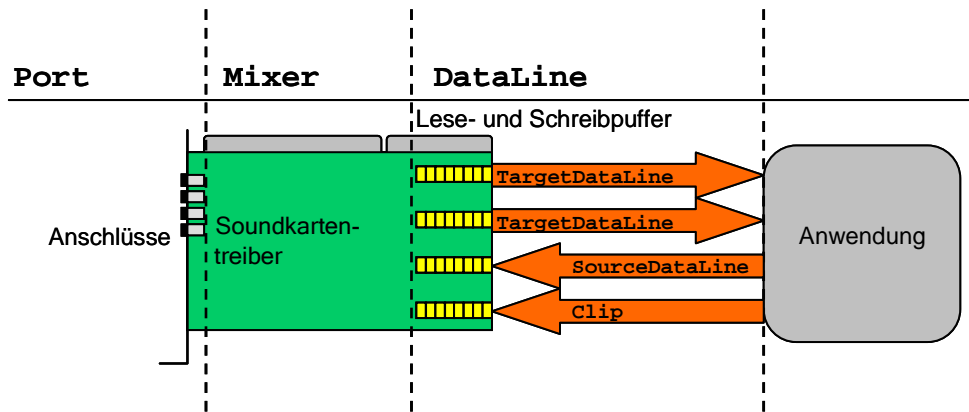 Port Mixer DataLine
Lese- und Schreibpuffer
TargetDataLine
Anschlüsse
Soundkarten-
treiber
TargetDataLine
Anwendung
SourceDataLine
Clip